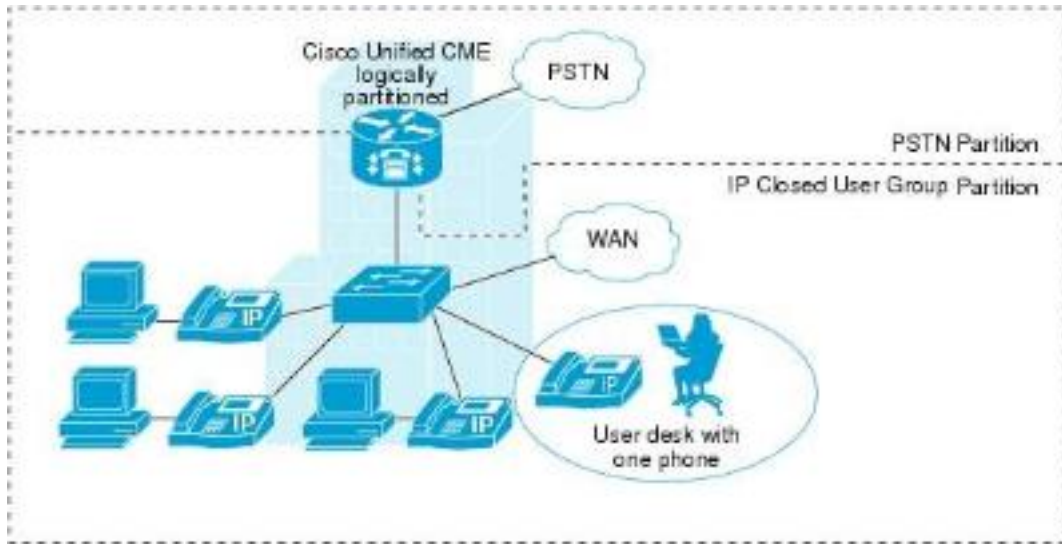 Cisco Unified CME
logically
partitioned
PSTN
PSTN Partition
IP Closed User Group Partition
WAN
IP
IP
IP
IP
User desk with
one phone